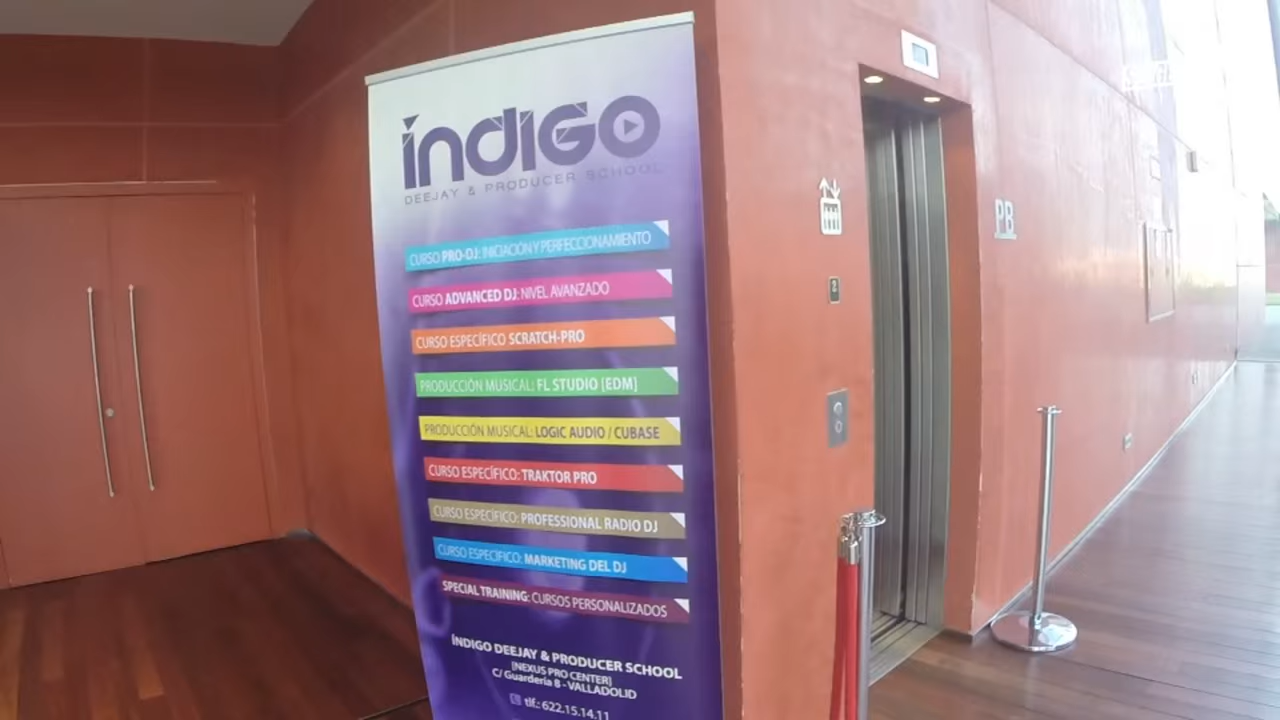 índIGO
DEEJAY & PRODUCER SCHOOL
CURSO PRO-DJ: INICIACIÓN Y PERFECCIONAMIENTO
CURSO ADVANCED DJ: NIVEL AVANZADO
CURSO ESPECÍFICO SCRATCH-PRO
PRODUCCIÓN MUSICAL: FL STUDIO (EDM)
PRODUCCIÓN MUSICAL: LOGIC AUDIO / CUBASE
CURSO ESPECÍFICO: TRAKTOR PRO
CURSO ESPECÍFICO: PROFESSIONAL RADIO DJ
CURSO ESPECÍFICO: MARKETING DEL DJ
SPECIAL TRAINING: CURSOS PERSONALIZADOS
ÍNDIGO DEEJAY & PRODUCER SCHOOL
(NEXUS PRO CENTER)
C/ Guardería 8 - VALLADOLID
tlf.: 622.15.14.11
2
PB